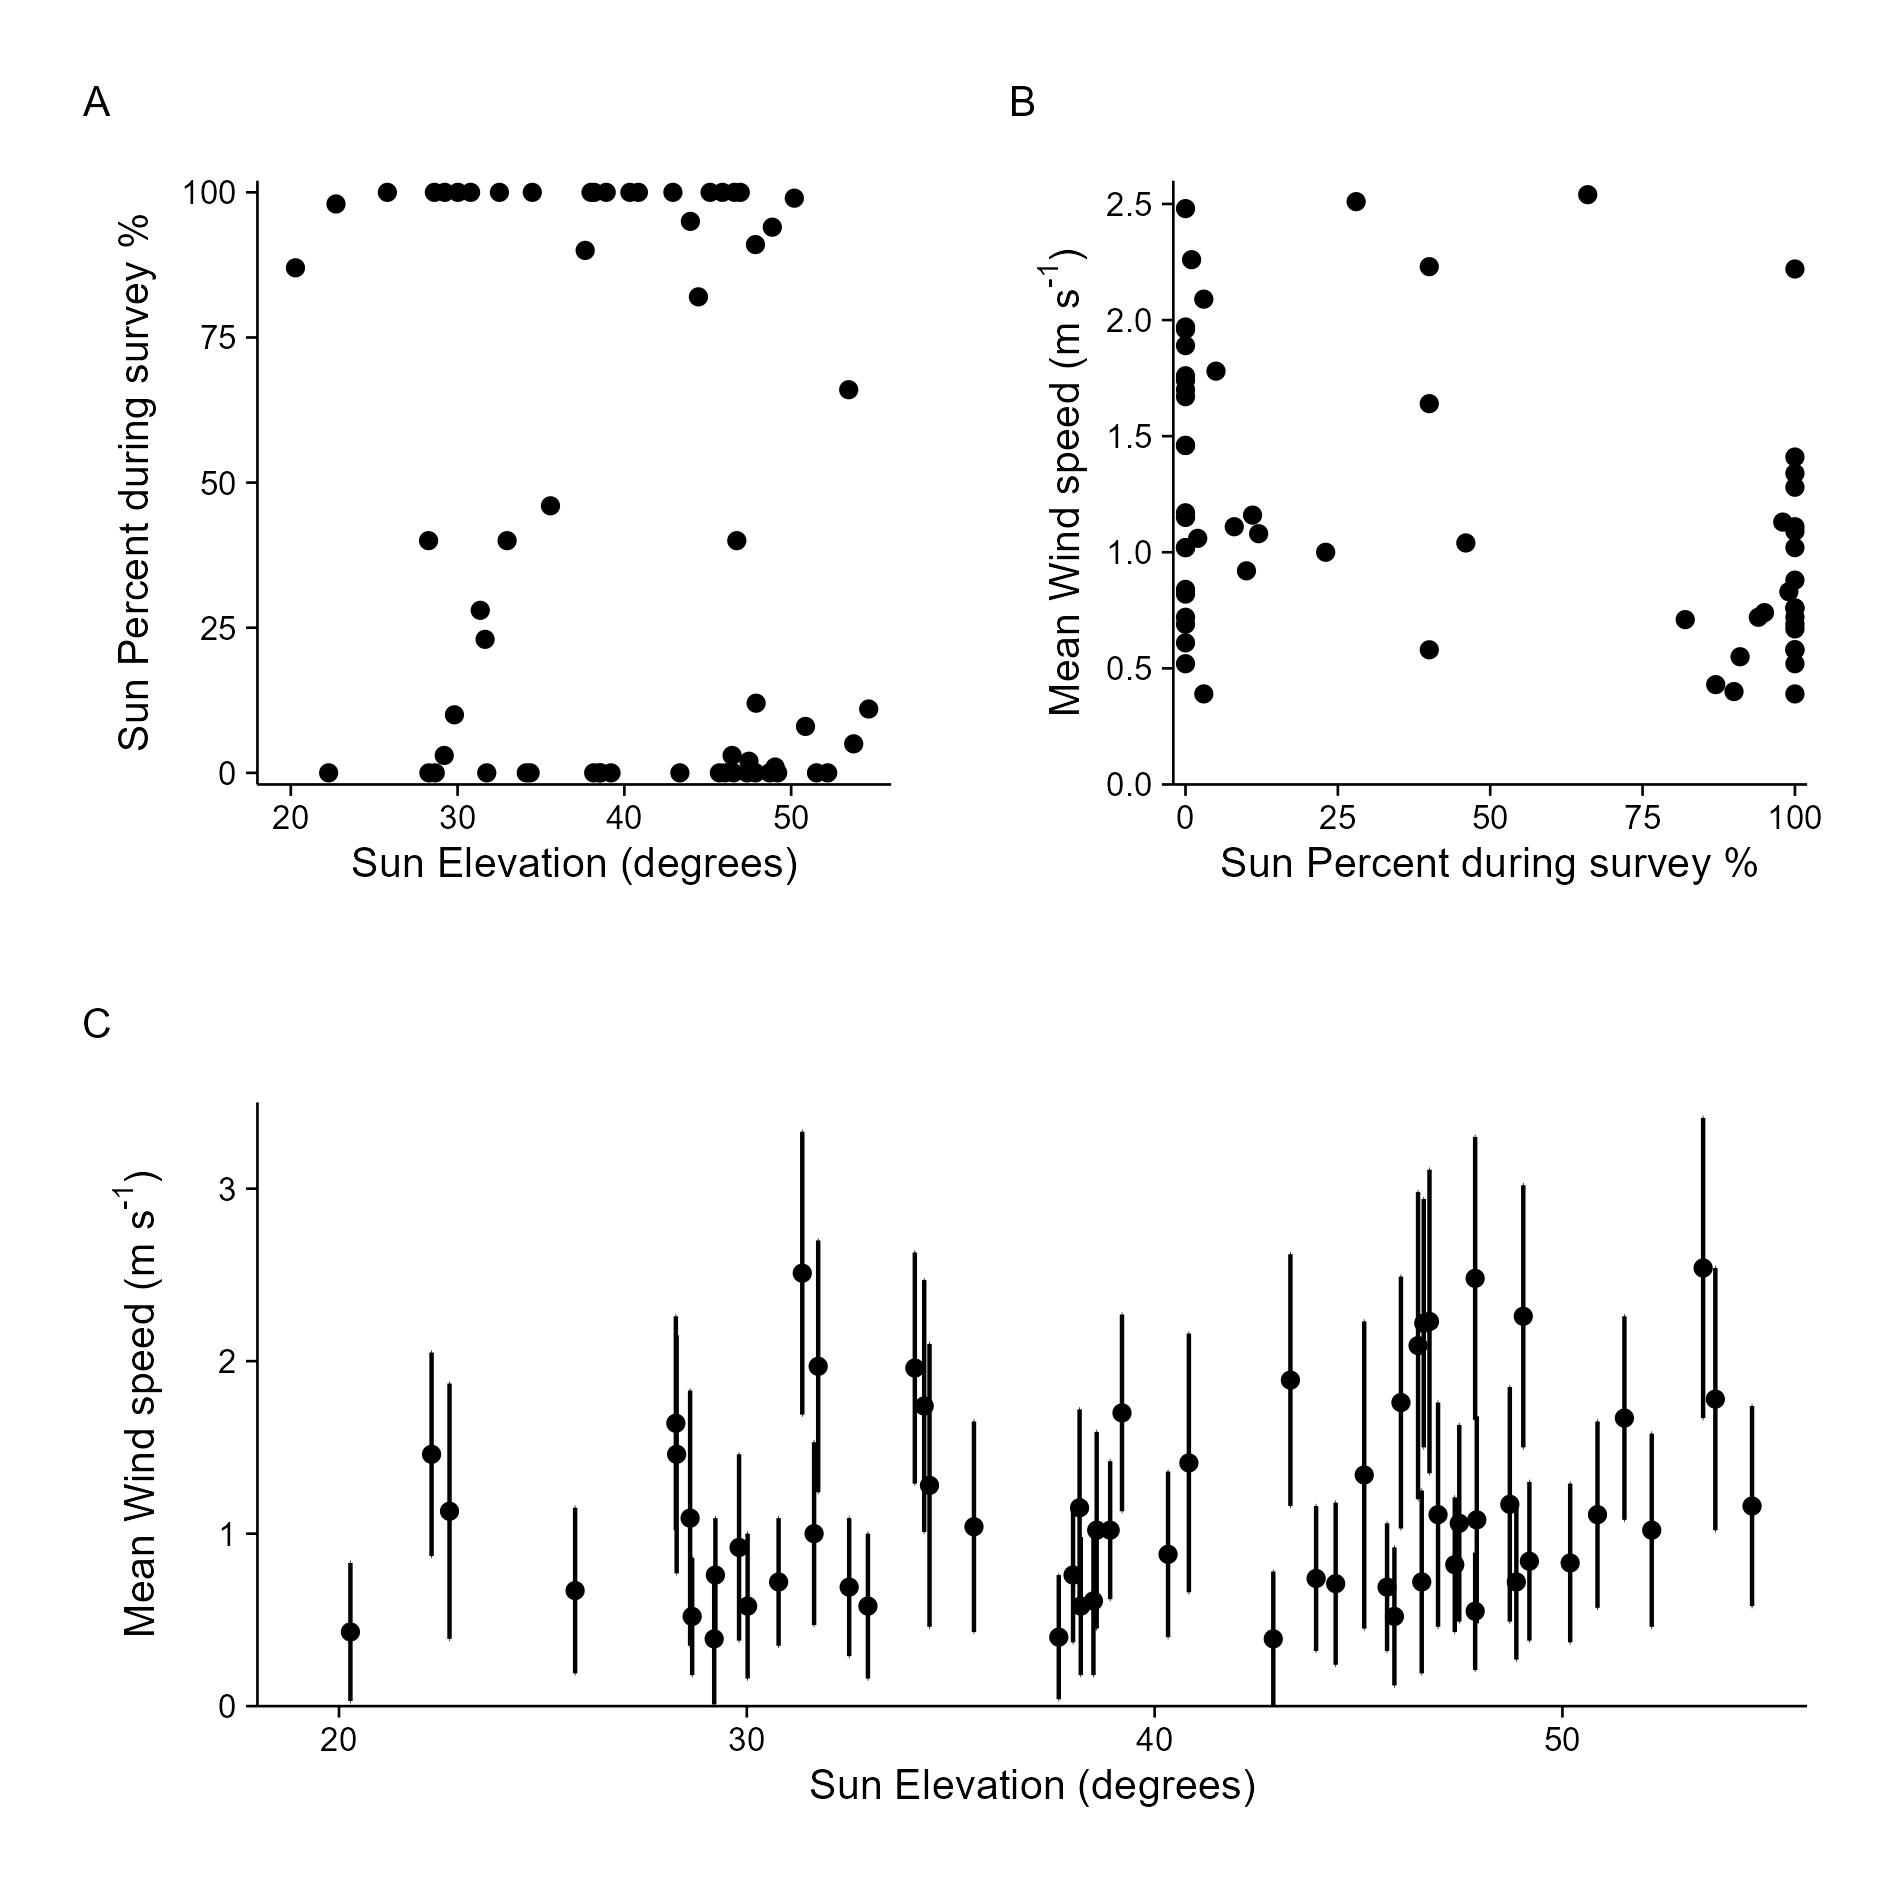 A
100
75
50
25
0
Sun Percent during survey %
20 30 40 50
Sun Elevation (degrees)
B
2.5
2.0
1.5
1.0
0.5
0.0
Mean Wind speed (m s⁻¹)
0 25 50 75 100
Sun Percent during survey %
C
3
2
1
0
Mean Wind speed (m s⁻¹)
20 30 40 50
Sun Elevation (degrees)